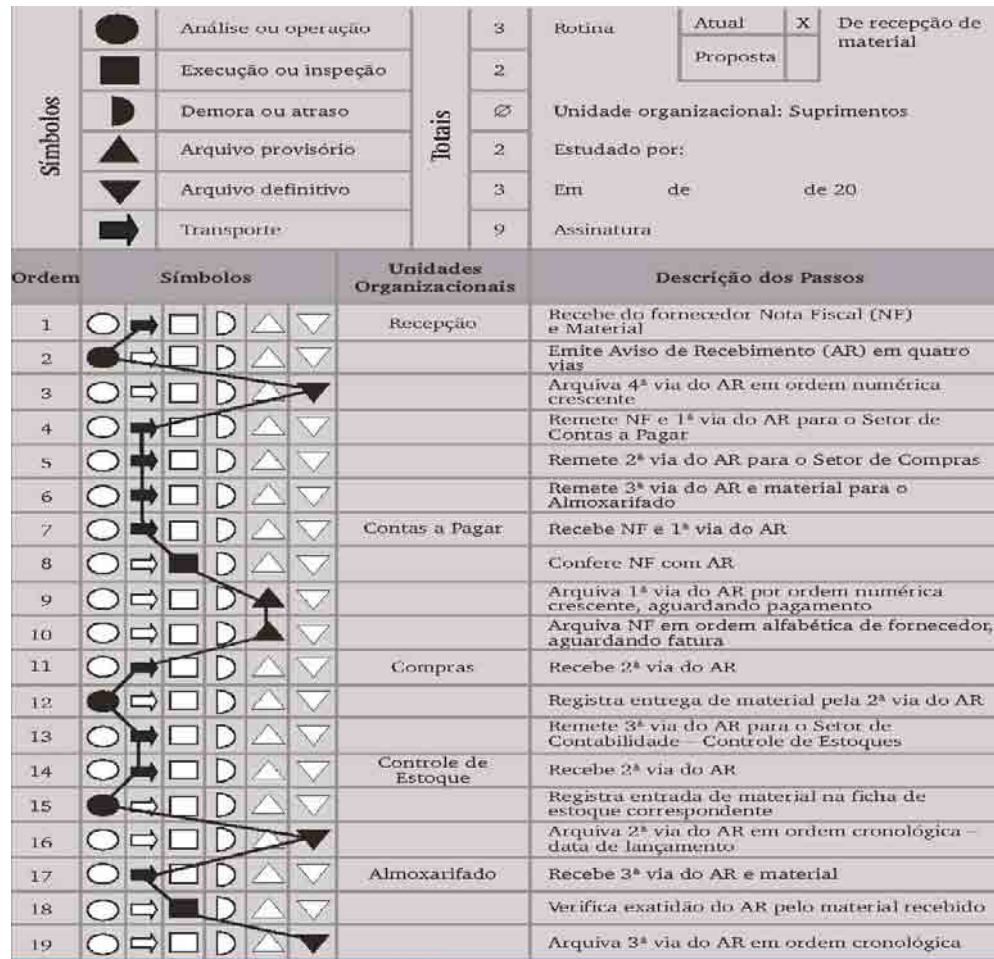 Símbolos
Análise ou operação
Execução ou inspeção
Demora ou atraso
Arquivo provisório
Arquivo definitivo
Transporte
Totais
3
2
∅
2
3
9
Rotina
Atual X
Proposta
De recepção de
material
Unidade organizacional: Suprimentos
Estudado por:
Em de de 20
Assinatura
Ordem Símbolos Unidades
Organizacionais Descrição dos Passos
1 Recepção Recebe do fornecedor Nota Fiscal (NF)
e Material
2 Emite Aviso de Recebimento (AR) em quatro
vias
3 Arquiva 4ª via do AR em ordem numérica
crescente
4 Remete NF e 1ª via do AR para o Setor de
Contas a Pagar
5 Remete 2ª via do AR para o Setor de Compras
6 Remete 3ª via do AR e material para o
Almoxarifado
7 Contas a Pagar Recebe NF e 1ª via do AR
8 Confere NF com AR
9 Arquiva 1ª via do AR por ordem numérica
crescente, aguardando pagamento
10 Arquiva NF em ordem alfabética de fornecedor,
aguardando fatura
11 Compras Recebe 2ª via do AR
12 Registra entrega de material pela 2ª via do AR
13 Remete 3ª via do AR para o Setor de
Contabilidade – Controle de Estoques
14 Controle de
Estoque Recebe 2ª via do AR
15 Registra entrada de material na ficha de
estoque correspondente
16 Arquiva 2ª via do AR em ordem cronológica –
data de lançamento
17 Almoxarifado Recebe 3ª via do AR e material
18 Verifica exatidão do AR pelo material recebido
19 Arquiva 3ª via do AR em ordem cronológica